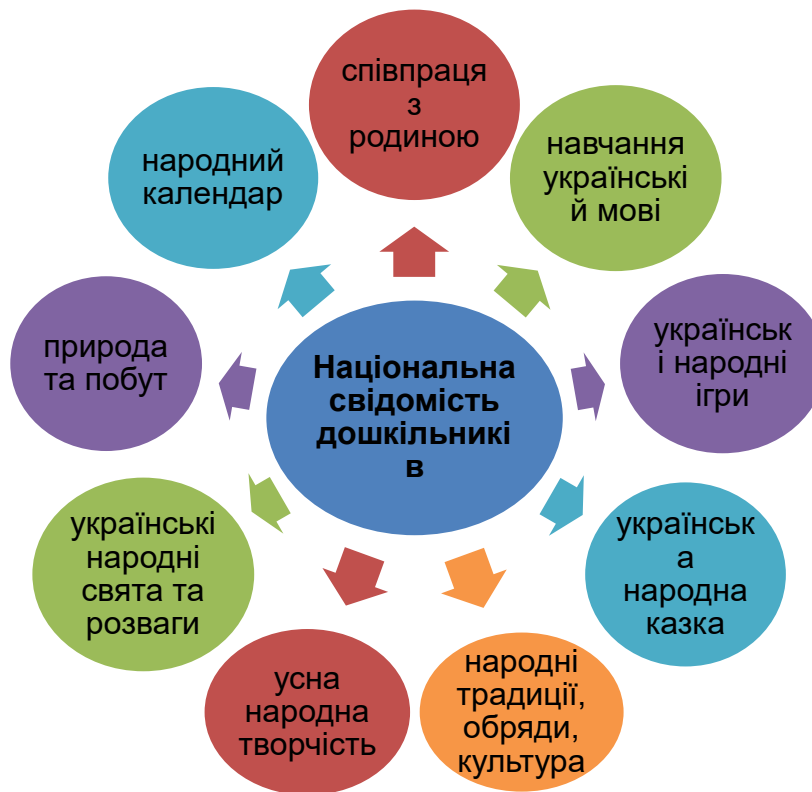 співпраця
з
родиною
навчання
українські
й мові
українськ
і народні
ігри
українськ
а
народна
казка
народні
традиції,
обряди,
культура
усна
народна
творчість
українські
народні
свята та
розваги
природа
та побут
народний
календар
Національна
свідомість
дошкільникі
в